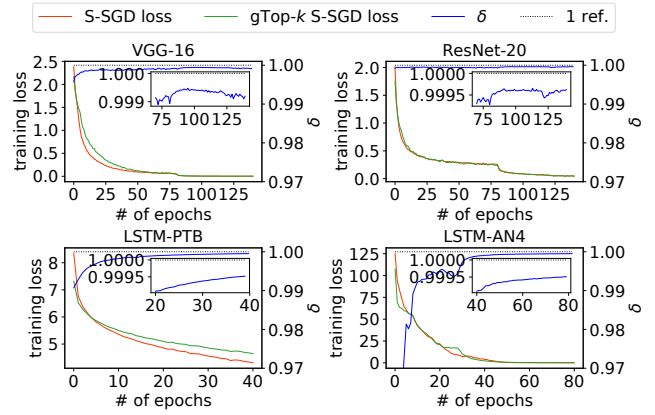 S-SGD loss gTop-k S-SGD loss δ 1 ref.
VGG-16
training loss
2.5
2.0
1.5
1.0
0.5
0.0
0 25 50 75 100 125
# of epochs
1.00
0.99
0.98
0.97
δ
1.0000
0.999
75 100 125
ResNet-20
training loss
2.0
1.5
1.0
0.5
0.0
0 25 50 75 100 125
# of epochs
1.00
0.99
0.98
0.97
δ
1.0000
0.9995
75 100 125
LSTM-PTB
training loss
8
7
6
5
0 10 20 30 40
# of epochs
1.00
0.99
0.98
0.97
δ
1.0000
0.9995
20 30 40
LSTM-AN4
training loss
125
100
75
50
25
0
0 20 40 60 80
# of epochs
1.00
0.99
0.98
0.97
δ
1.0000
0.9995
40 60 80